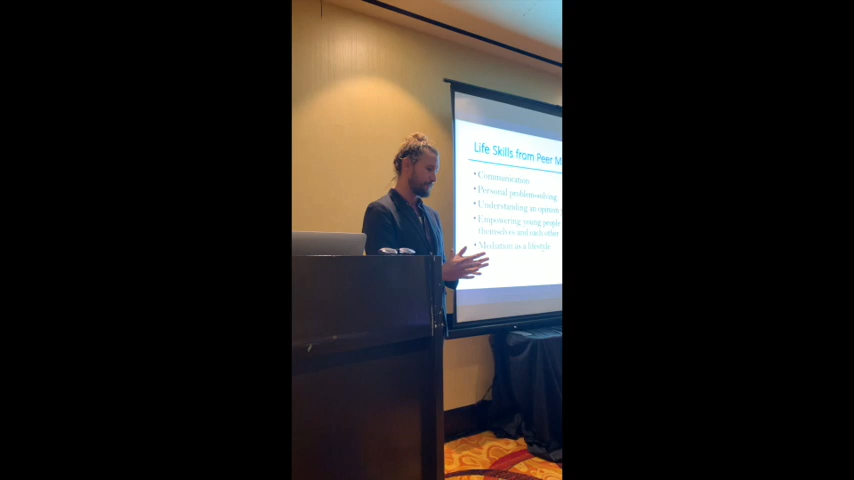 Life Skills from Peer M
• Communication
• Personal problem-solving
• Understanding an opinion
• Empowering young people
themselves and each other
• Mediation as a lifestyle